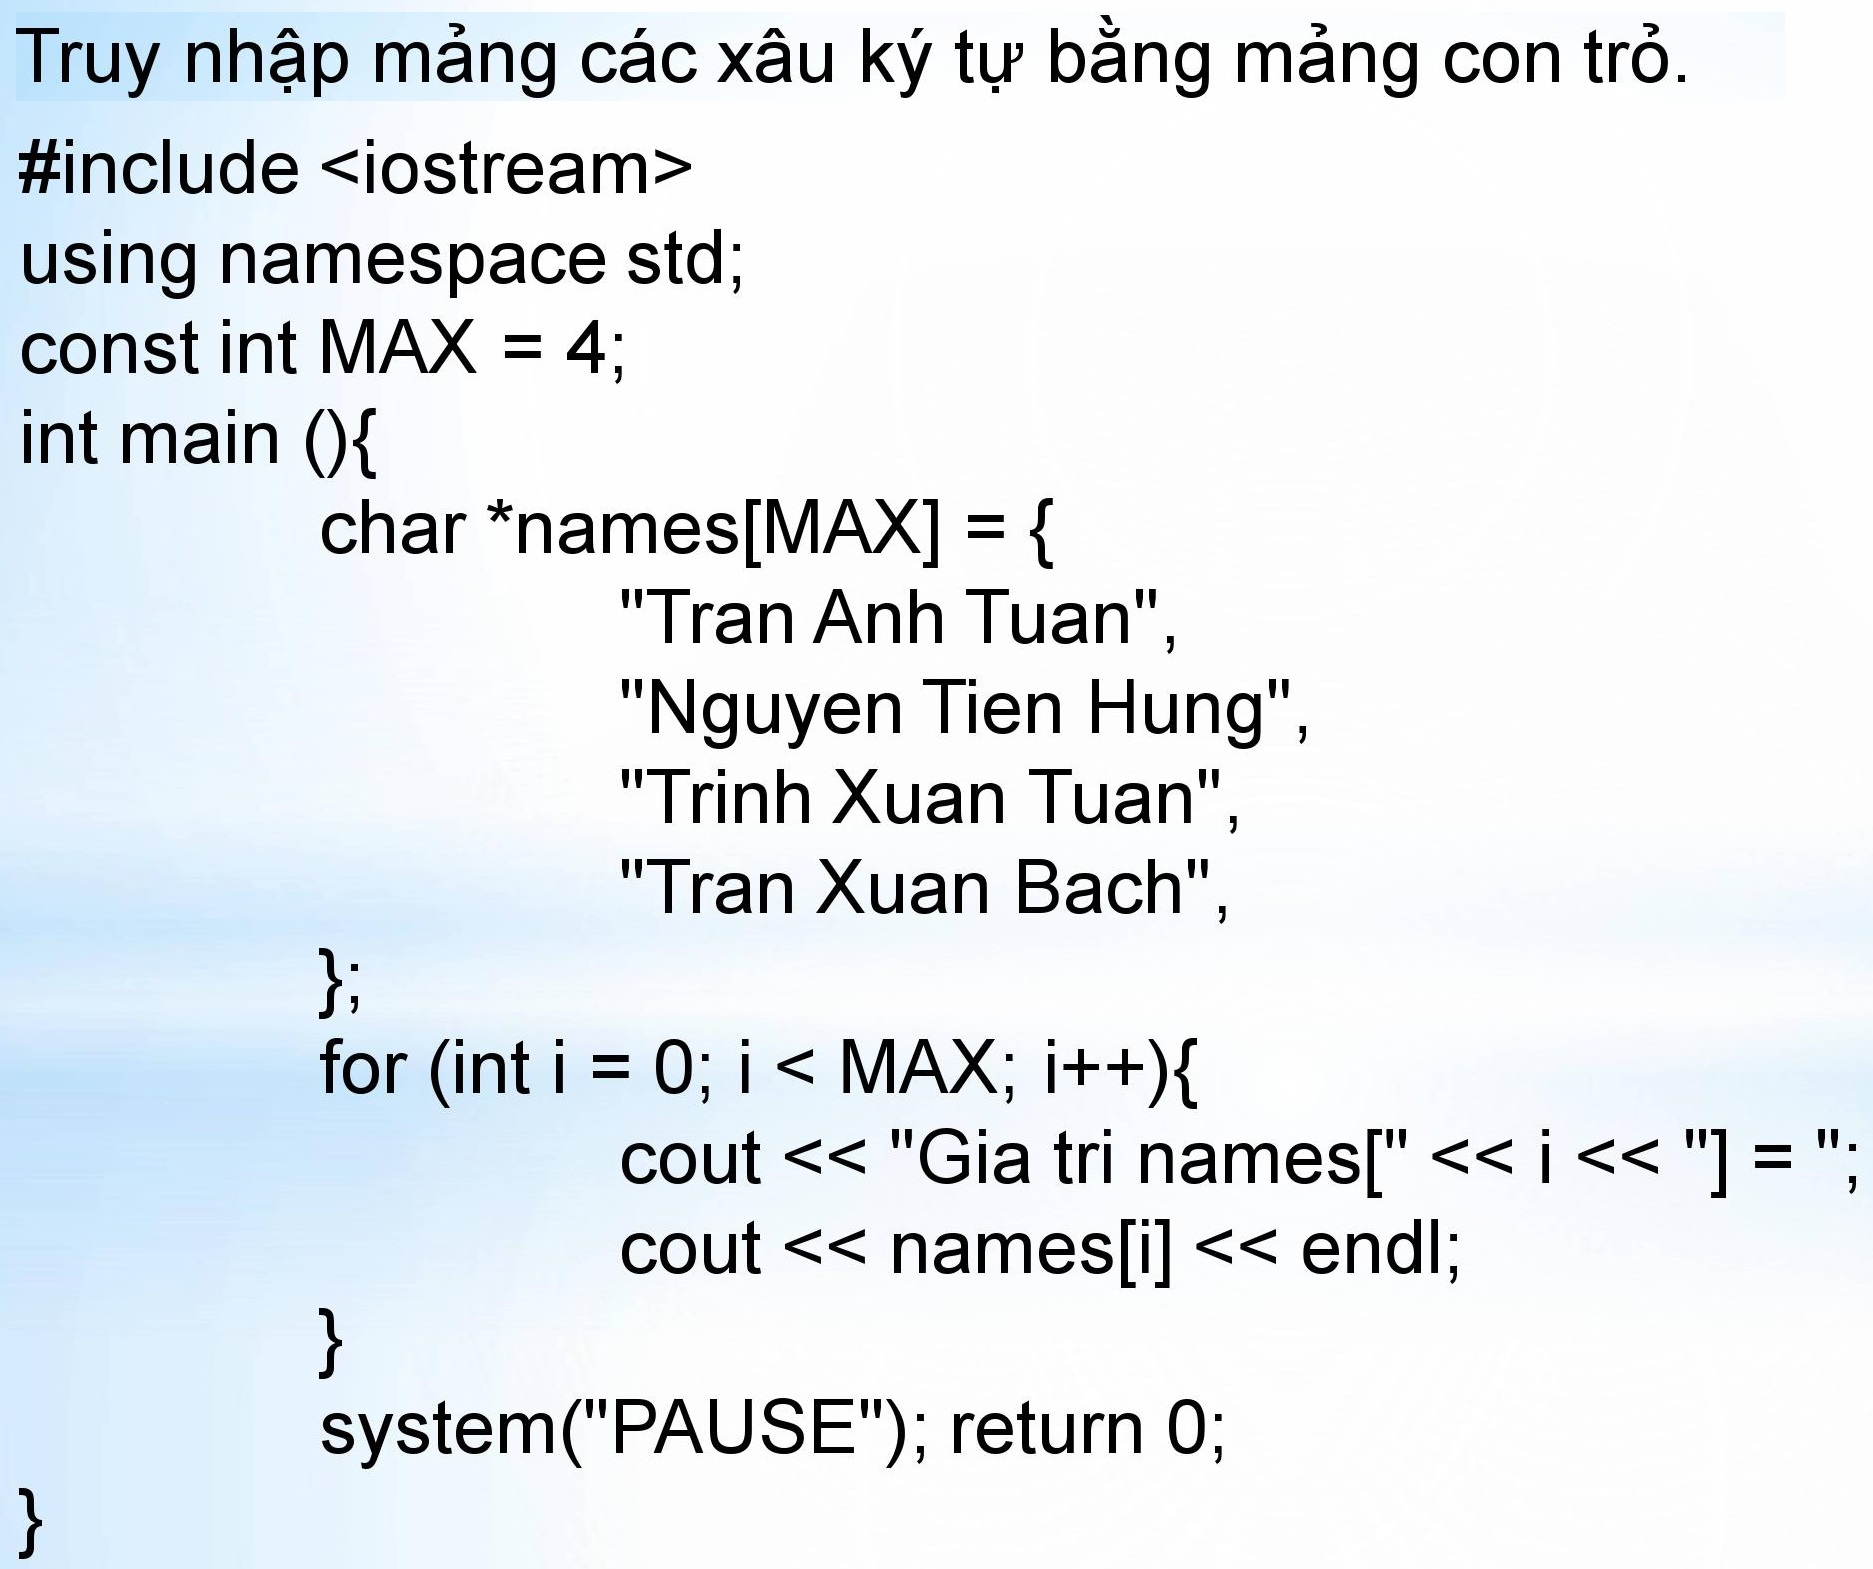 Truy nhập mảng các xâu ký tự bằng mảng con trỏ.
#include <iostream>
using namespace std;
const int MAX = 4;
int main (){
char *names[MAX] = {
"Tran Anh Tuan",
"Nguyen Tien Hung",
"Trinh Xuan Tuan",
"Tran Xuan Bach",
};
for (int i = 0; i < MAX; i++){
cout << "Gia tri names[" << i << "] = ";
cout << names[i] << endl;
}
system("PAUSE"); return 0;
}